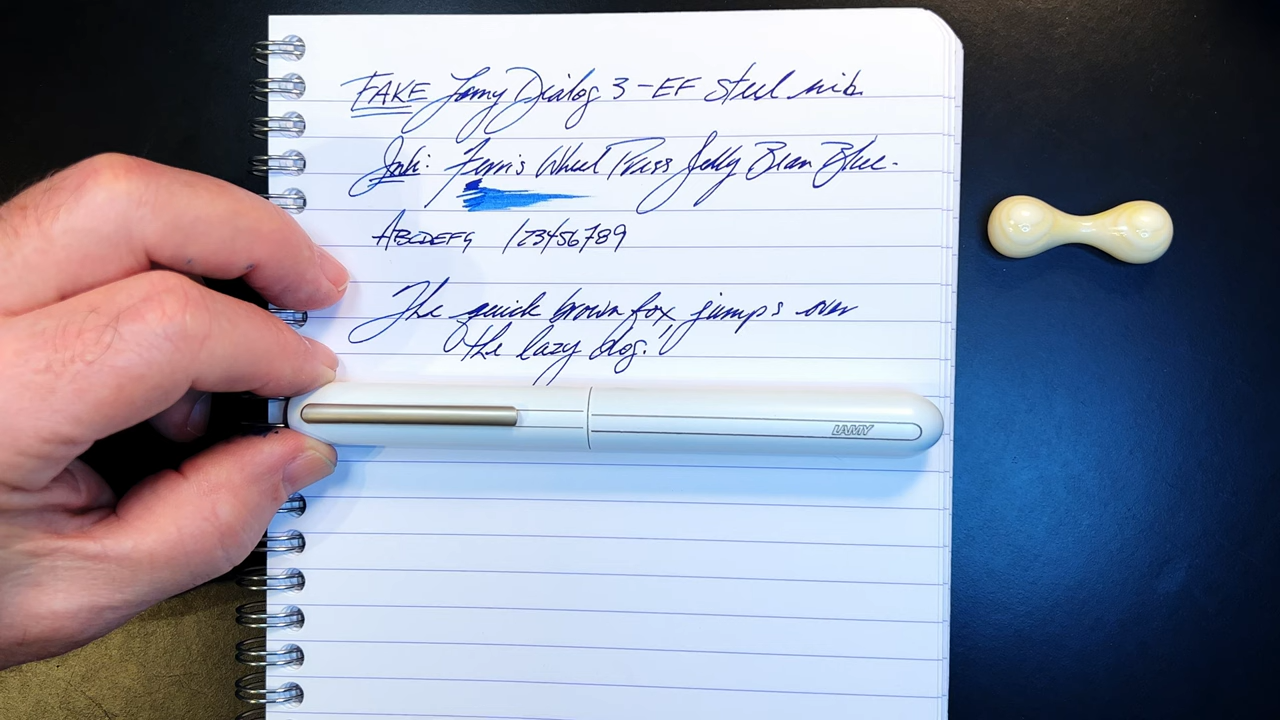 FAKE Lamy Dialog 3 - EF steel nib.
Ink: Ferris Wheel Press Jelly Bean Blue.
ABCDEFG 123456789
The quick brown fox jumps over
the lazy dog!
LAMY